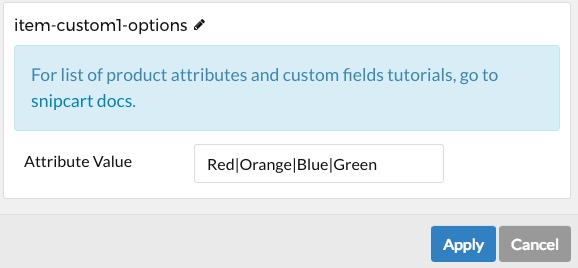 item-custom1-options
For list of product attributes and custom fields tutorials, go to
snipcart docs.
Attribute Value
Red|Orange|Blue|Green
Apply
Cancel